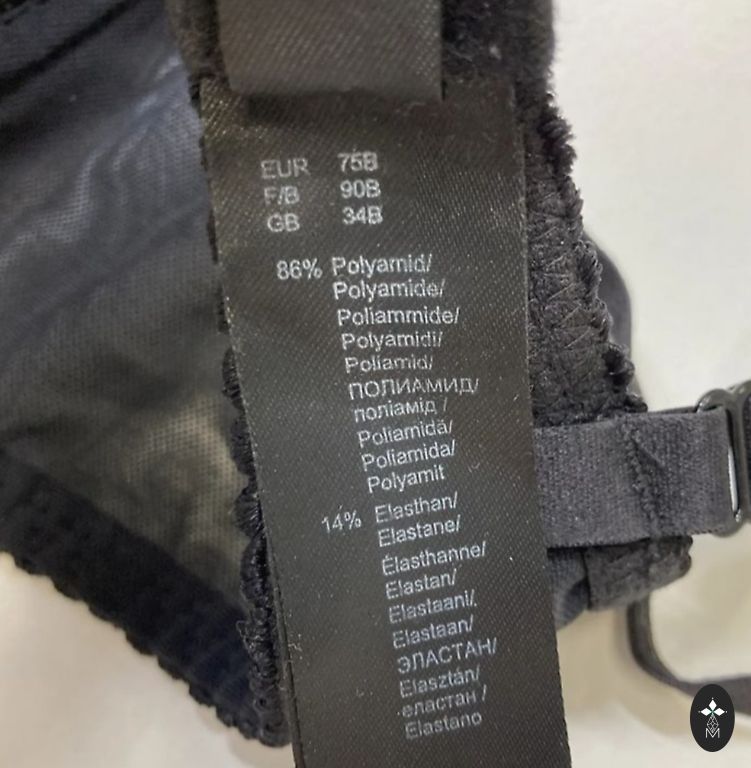 EUR 75B
F/B 90B
GB 34B
86% Polyamid/
Polyamide/
Poliammide/
Polyamidi/
Poliamid/
ПОЛИАМИД/
поліамід /
Poliamidá/
Poliamida/
Polyamit
14% Elasthan/
Elastane/
Élasthanne/
Elastan/
Elastaani/
Elastaan/
ЭЛАСТАН/
Elasztán/
еластан /
Elastano
M